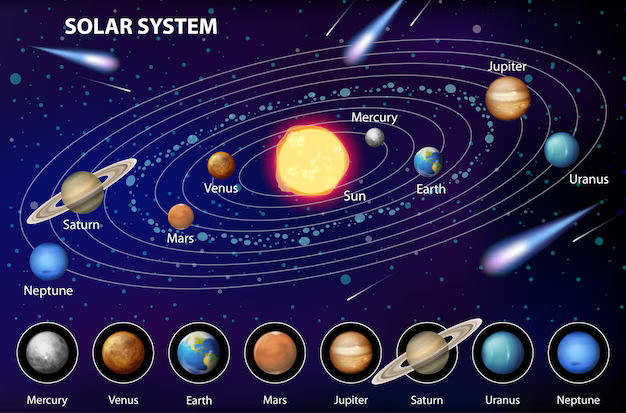 SOLAR SYSTEM
Jupiter
Mercury
Venus
Earth
Uranus
Sun
Saturn
Mars
Neptune
Mercury
Venus
Earth
Mars
Jupiter
Saturn
Uranus
Neptune